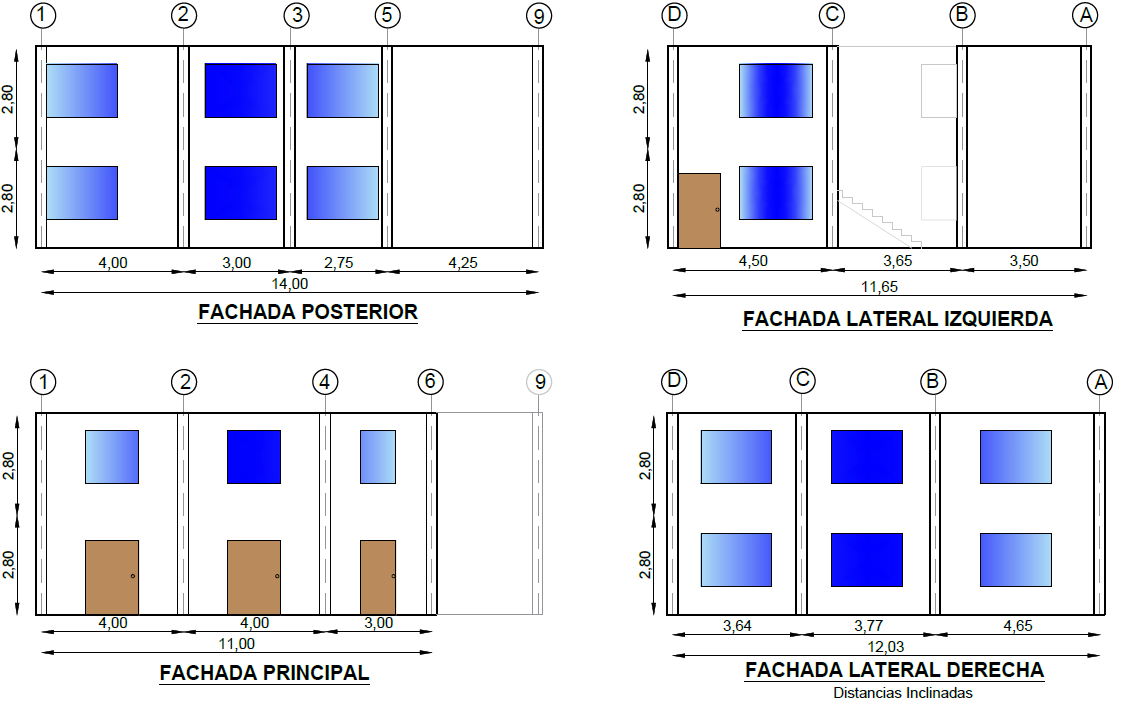 1 2 3 5 9
2,80
2,80
4,00 3,00 2,75 4,25
14,00
FACHADA POSTERIOR
D C B A
2,80
2,80
4,50 3,65 3,50
11,65
FACHADA LATERAL IZQUIERDA
1 2 4 6 9
2,80
2,80
4,00 4,00 3,00
11,00
FACHADA PRINCIPAL
D C B A
2,80
2,80
3,64 3,77 4,65
12,03
FACHADA LATERAL DERECHA
Distancias Inclinadas